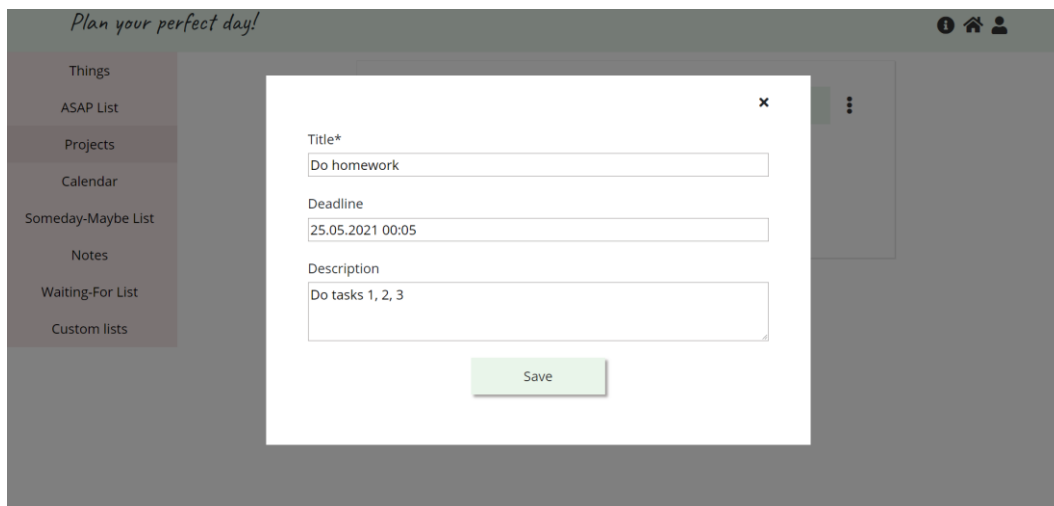 Plan your perfect day!
Things
ASAP List
Projects
Calendar
Someday-Maybe List
Notes
Waiting-For List
Custom lists
Title*
Do homework
Deadline
25.05.2021 00:05
Description
Do tasks 1, 2, 3
Save